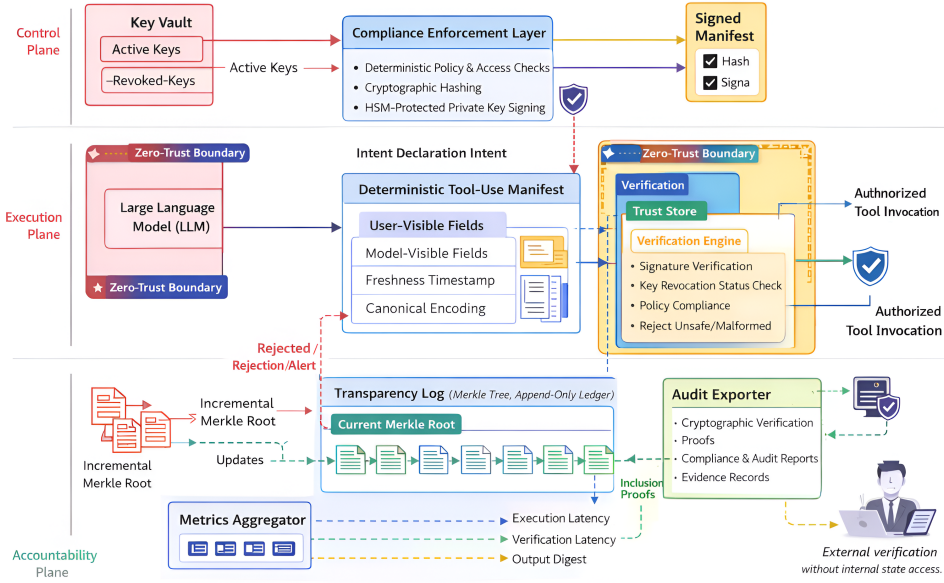 Control
Plane
Key Vault
Active Keys
–Revoked-Keys
Active Keys
Compliance Enforcement Layer
• Deterministic Policy & Access Checks
• Cryptographic Hashing
• HSM-Protected Private Key Signing
Signed
Manifest
Hash
Signa
Execution
Plane
Zero-Trust Boundary
Large Language
Model (LLM)
Zero-Trust Boundary
Intent Declaration Intent
Deterministic Tool-Use Manifest
User-Visible Fields
Model-Visible Fields
Freshness Timestamp
Canonical Encoding
Zero-Trust Boundary
Verification
Trust Store
Verification Engine
• Signature Verification
• Key Revocation Status Check
• Policy Compliance
• Reject Unsafe/Malformed
Authnorized
Tool Invocation
Authorized
Tool Invocation
Rejected /
Rejection/Alert
Incremental
Merkle Root
Incremental
Merkle Root
Updates
Transparency Log (Merkle Tree, Append-Only Ledger)
Current Merkle Root
Audit Exporter
• Cryptographic Verification
• Proofs
• Compliance & Audit Reports
• Evidence Records
Inclusion
Proofs
Metrics Aggregator
Execution Latency
Verification Latency
Output Digest
External verification
without internal state access.
Accountability
Plane